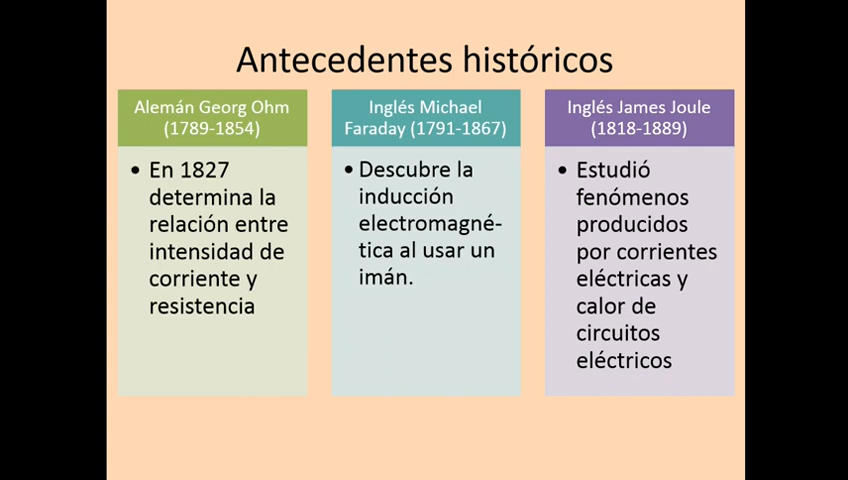 Antecedentes históricos
Alemán Georg Ohm
(1789-1854)
• En 1827
determina la
relación entre
intensidad de
corriente y
resistencia
Inglés Michael
Faraday (1791-1867)
• Descubre la
inducción
electromagné-
tica al usar un
imán.
Inglés James Joule
(1818-1889)
• Estudió
fenómenos
producidos
por corrientes
eléctricas y
calor de
circuitos
eléctricos